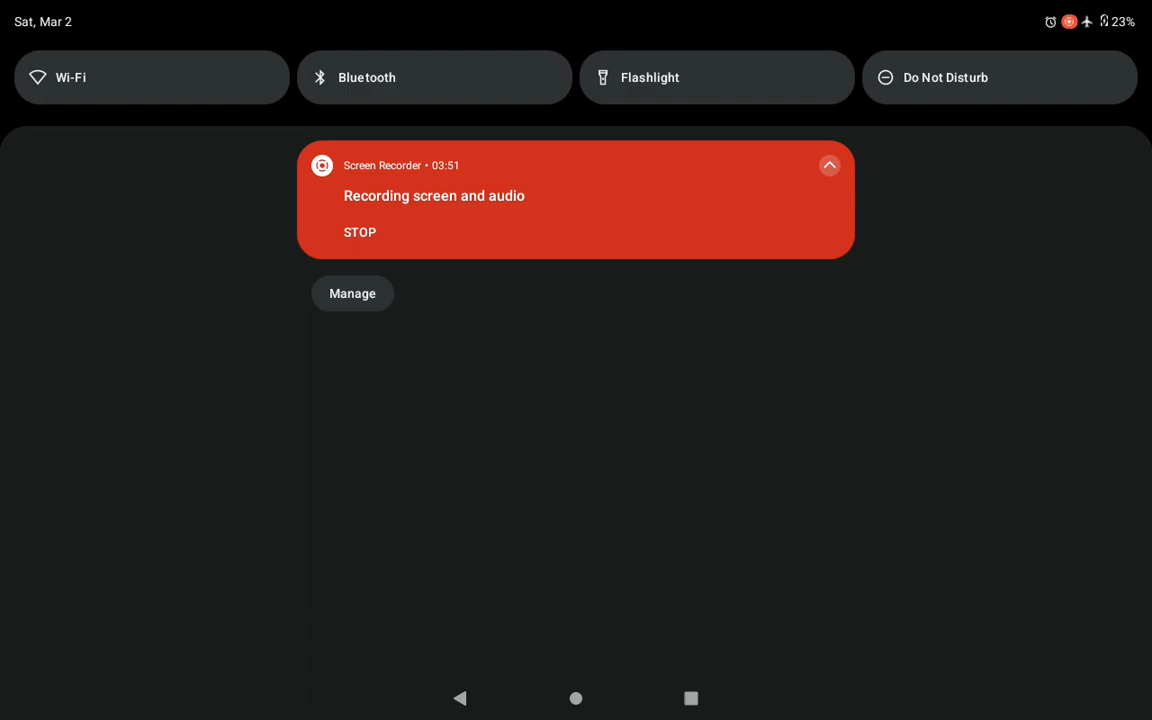 Sat, Mar 2
23%
Wi-Fi
Bluetooth
Flashlight
Do Not Disturb
Screen Recorder • 03:51
Recording screen and audio
STOP
Manage